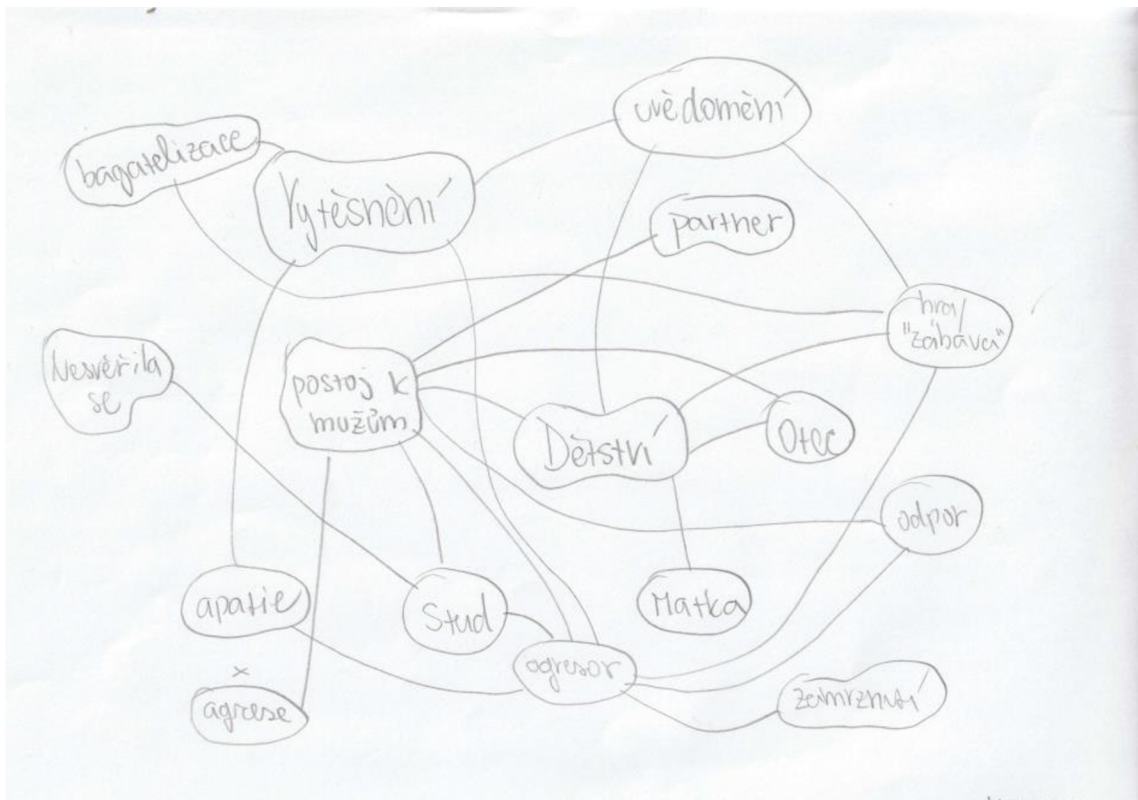 uvědomění
bagatelizace
Vytěsnění
partner
hra/
"zábava"
Nesvěřila
se
postoj k
mužům
Dětství
Otec
odpor
apatie
Stud
Matka
agresor
x
agrese
zamrznutí